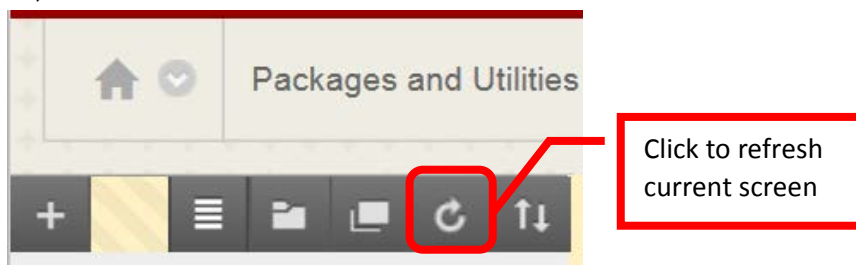 Packages and Utilities
Click to refresh
current screen